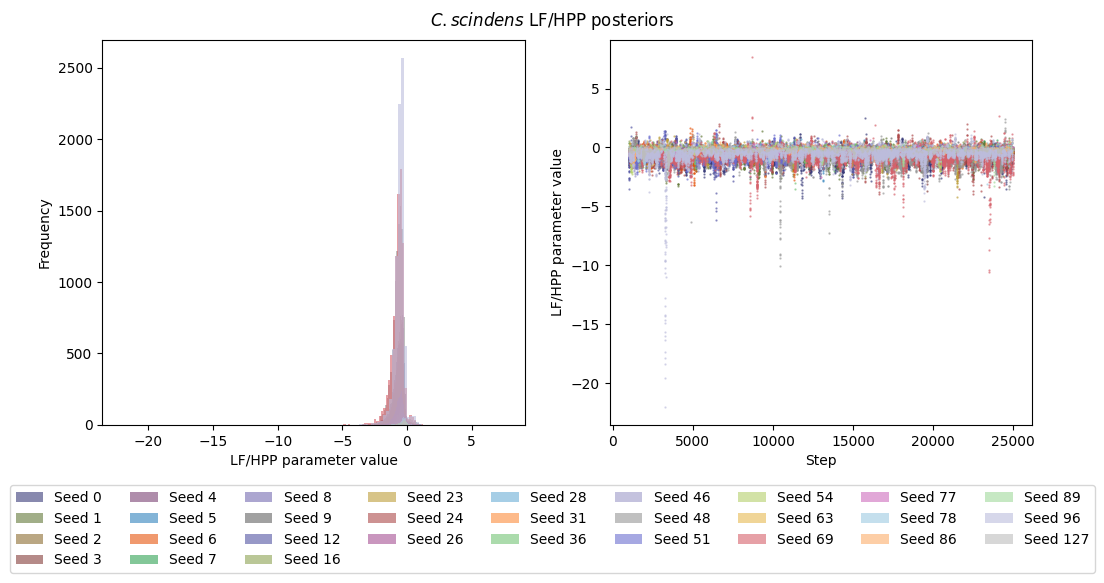 C. scindens LF/HPP posteriors
2500
2000
1500
1000
500
0
Frequency
−20 −15 −10 −5 0 5
LF/HPP parameter value
5
0
−5
−10
−15
−20
LF/HPP parameter value
0 5000 10000 15000 20000 25000
Step
Seed 0 Seed 4 Seed 8 Seed 23 Seed 28 Seed 46 Seed 54 Seed 77 Seed 89
Seed 1 Seed 5 Seed 9 Seed 24 Seed 31 Seed 48 Seed 63 Seed 78 Seed 96
Seed 2 Seed 6 Seed 12 Seed 26 Seed 36 Seed 51 Seed 69 Seed 86 Seed 127
Seed 3 Seed 7 Seed 16